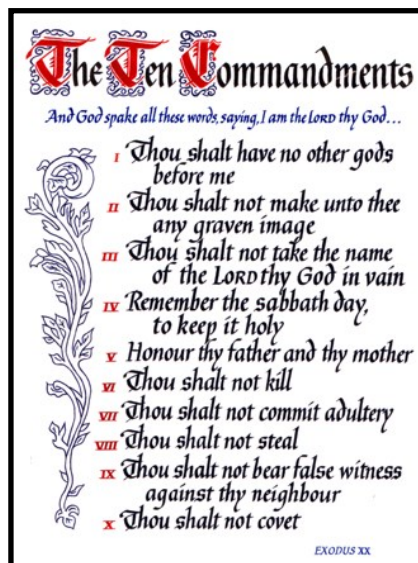 The Ten Commandments
And God spake all these words, saying, I am the LORD thy God...
I Thou shalt have no other gods
before me
II Thou shalt not make unto thee
any graven image
III Thou shalt not take the name
of the LORD thy God in vain
IV Remember the sabbath day,
to keep it holy
V Honour thy father and thy mother
VI Thou shalt not kill
VII Thou shalt not commit adultery
VIII Thou shalt not steal
IX Thou shalt not bear false witness
against thy neighbour
X Thou shalt not covet
EXODUS XX